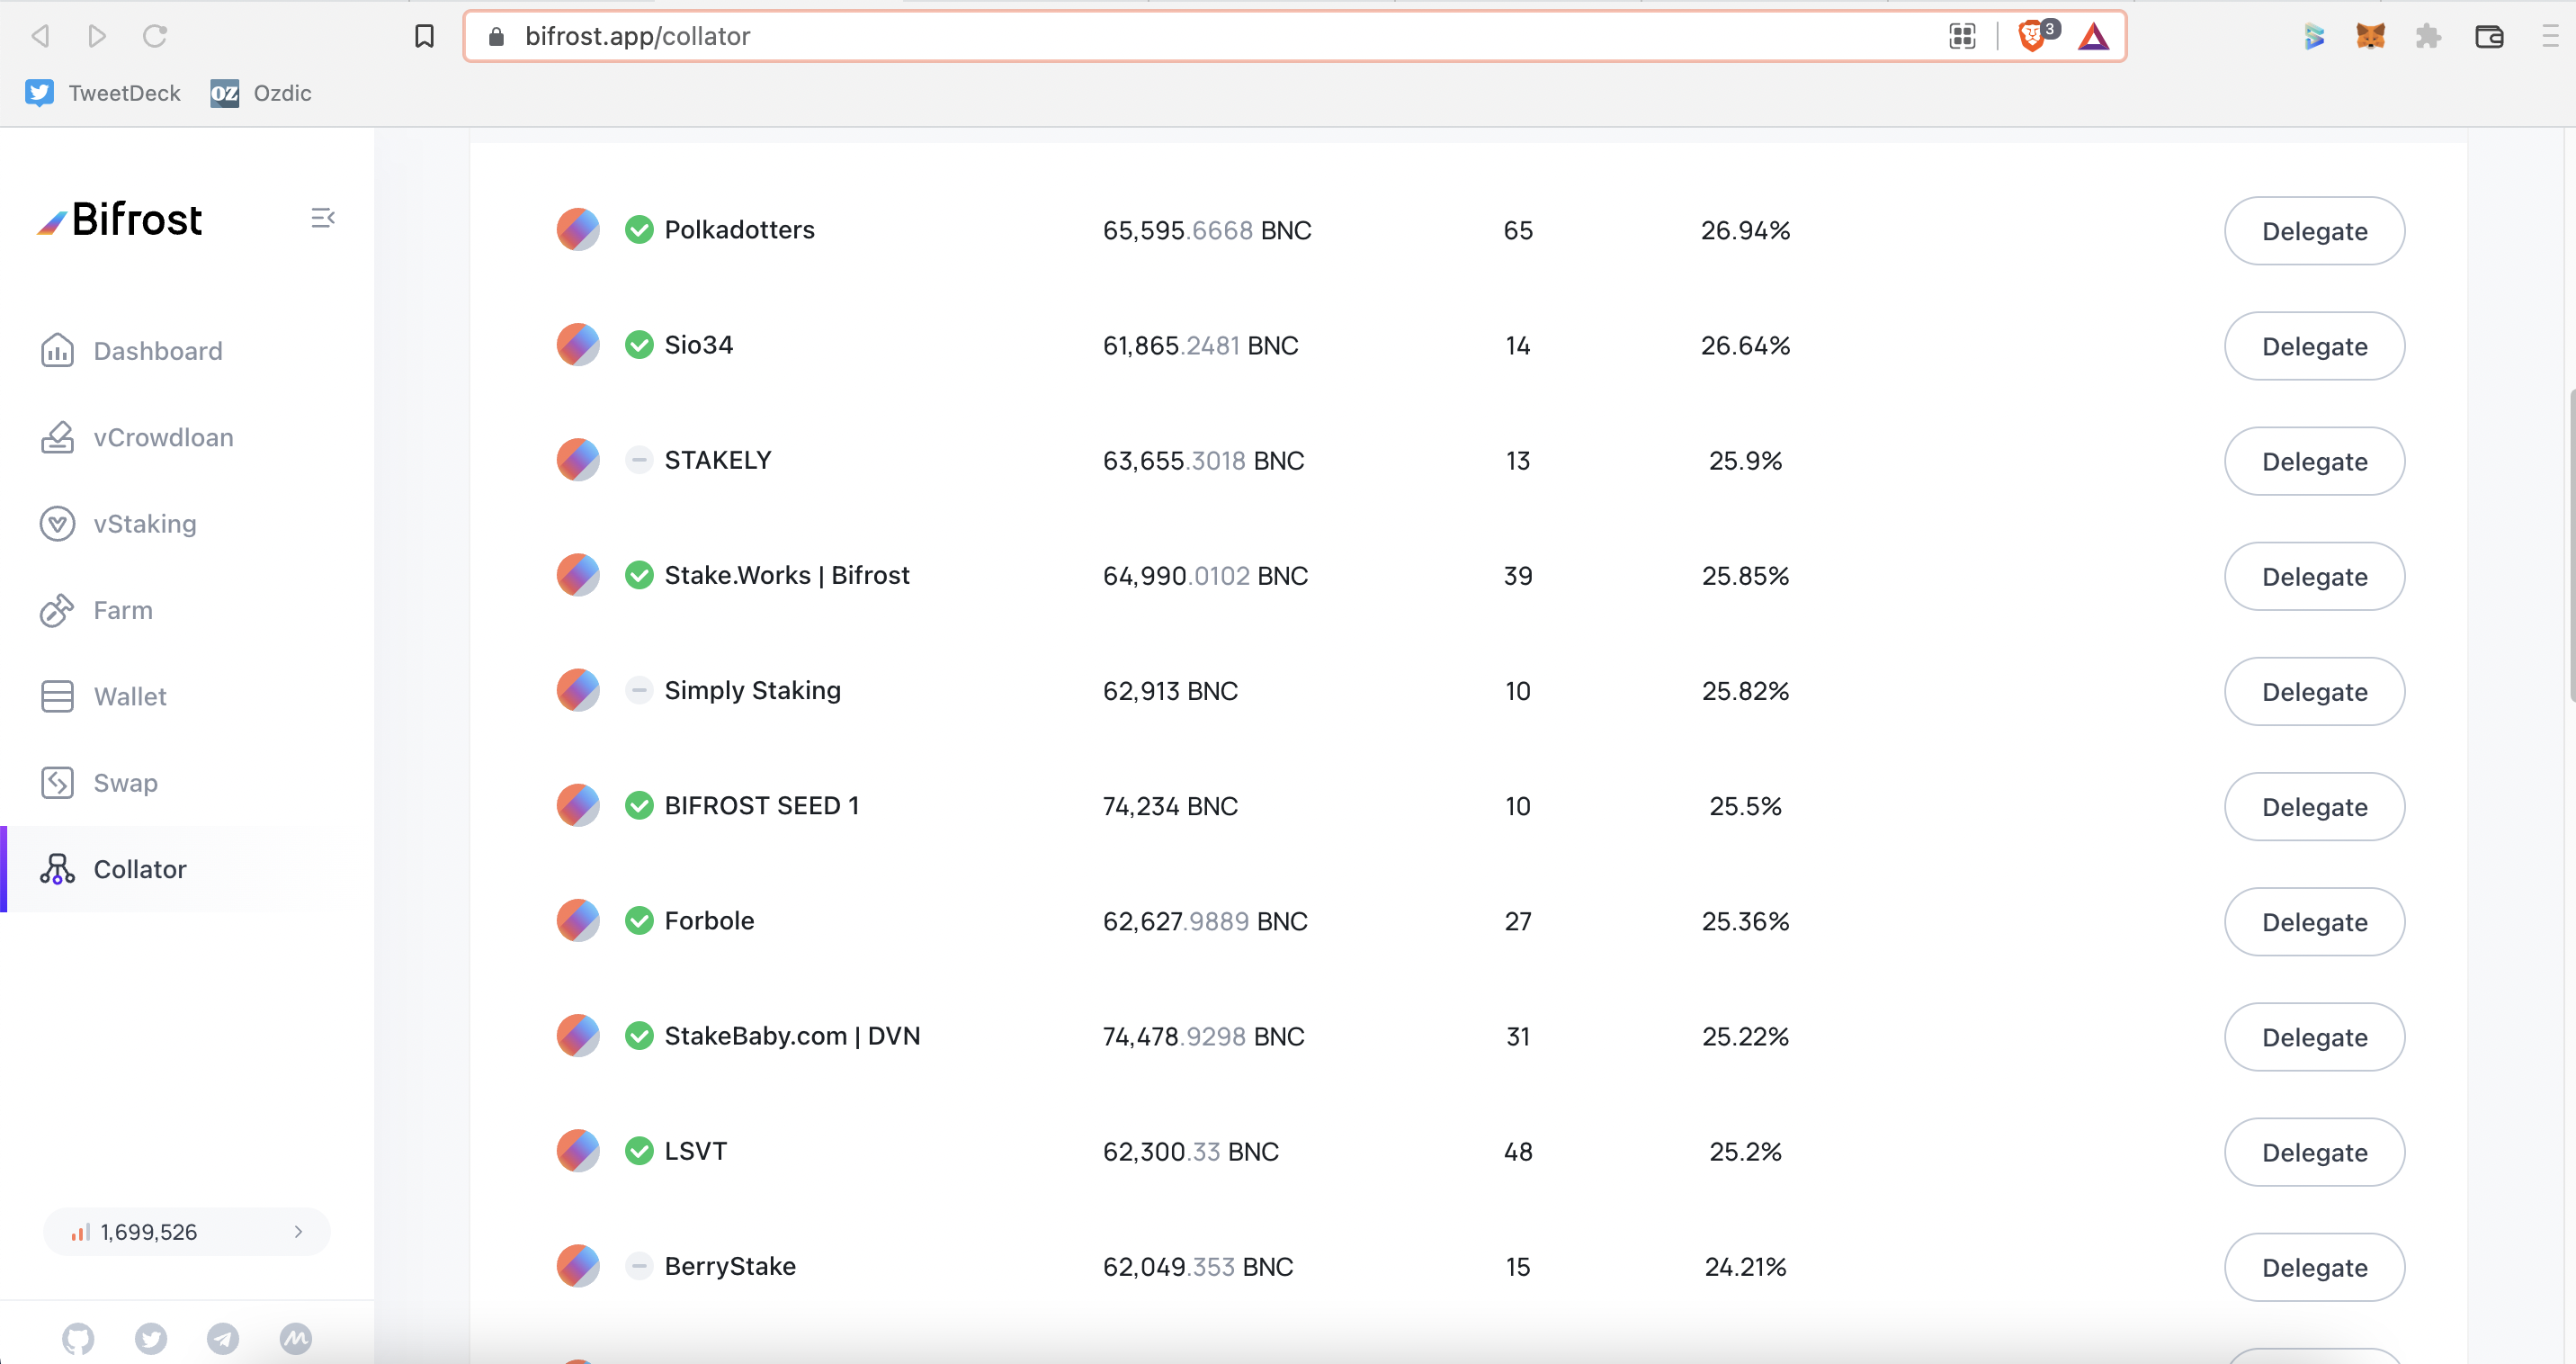 bifrost.app/collator
3
TweetDeck
Ozdic
Bifrost
Dashboard
vCrowdloan
vStaking
Farm
Wallet
Swap
Collator
1,699,526
Polkadotters 65,595.6668 BNC 65 26.94% Delegate
Sio34 61,865.2481 BNC 14 26.64% Delegate
STAKELY 63,655.3018 BNC 13 25.9% Delegate
Stake.Works | Bifrost 64,990.0102 BNC 39 25.85% Delegate
Simply Staking 62,913 BNC 10 25.82% Delegate
BIFROST SEED 1 74,234 BNC 10 25.5% Delegate
Forbole 62,627.9889 BNC 27 25.36% Delegate
StakeBaby.com | DVN 74,478.9298 BNC 31 25.22% Delegate
LSVT 62,300.33 BNC 48 25.2% Delegate
BerryStake 62,049.353 BNC 15 24.21% Delegate